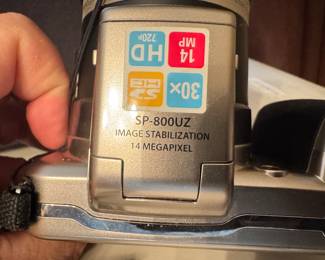 HD
720p
14
MP
SD
HC
30×
SP-800UZ
IMAGE STABILIZATION
14 MEGAPIXEL